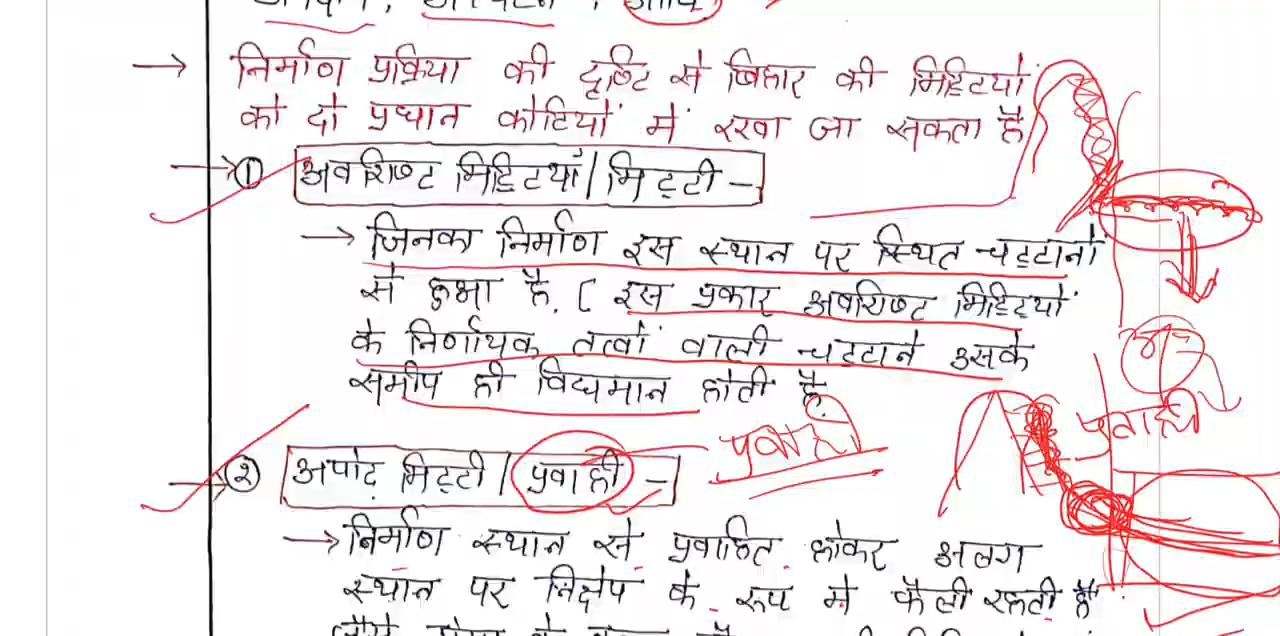 → निर्माण प्रक्रिया की दृष्टि से बिहार की मिट्टियों
को दो प्रधान कोटियों में रखा जा सकता है
→ ① अवशिष्ट मिट्टियाँ / मिट्टी -
→ जिनका निर्माण इस स्थान पर स्थित चट्टानों
से हुआ है, [ इस प्रकार अवशिष्ट मिट्टियों
के निर्णायक तत्वों वाली चट्टाने उसके
समीप ही विद्यमान होती है,
प्रवाही
प्रवाही
→ ② अपोढ़ मिट्टी / प्रवाही -
→ निर्माण स्थान से प्रवाहित होकर अलग
स्थान पर निक्षेप के रूप में फैली रहती है